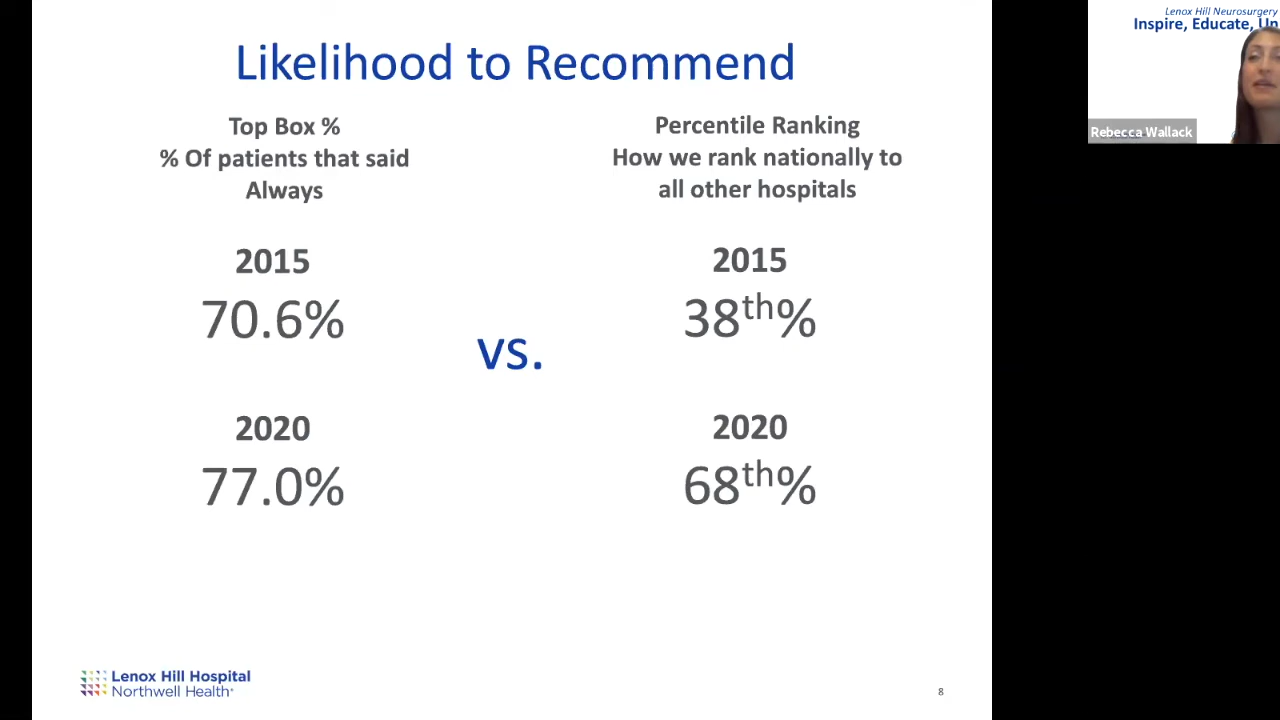 Likelihood to Recommend
Top Box %
% Of patients that said
Always
2015
70.6%
2020
77.0%
vs.
Percentile Ranking
How we rank nationally to
all other hospitals
2015
38th%
2020
68th%
Lenox Hill Hospital
Northwell Health
8
Lenox Hill Neurosurgery
Inspire, Educate,
Rebecca Wallack